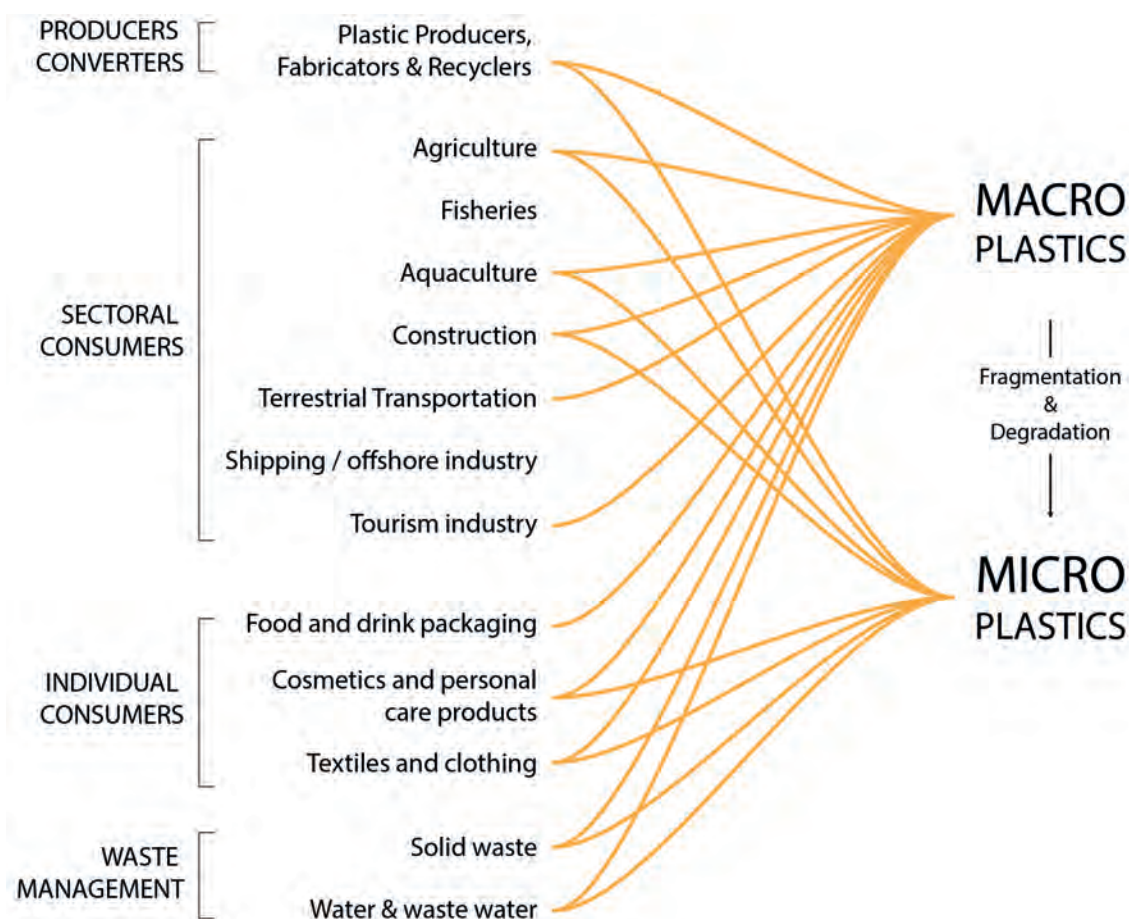 PRODUCERS
CONVERTERS
Plastic Producers,
Fabricators & Recyclers
SECTORAL
CONSUMERS
Agriculture
Fisheries
Aquaculture
Construction
Terrestrial Transportation
Shipping / offshore industry
Tourism industry
INDIVIDUAL
CONSUMERS
Food and drink packaging
Cosmetics and personal
care products
Textiles and clothing
WASTE
MANAGEMENT
Solid waste
Water & waste water
MACRO
PLASTICS
Fragmentation
&
Degradation
MICRO
PLASTICS